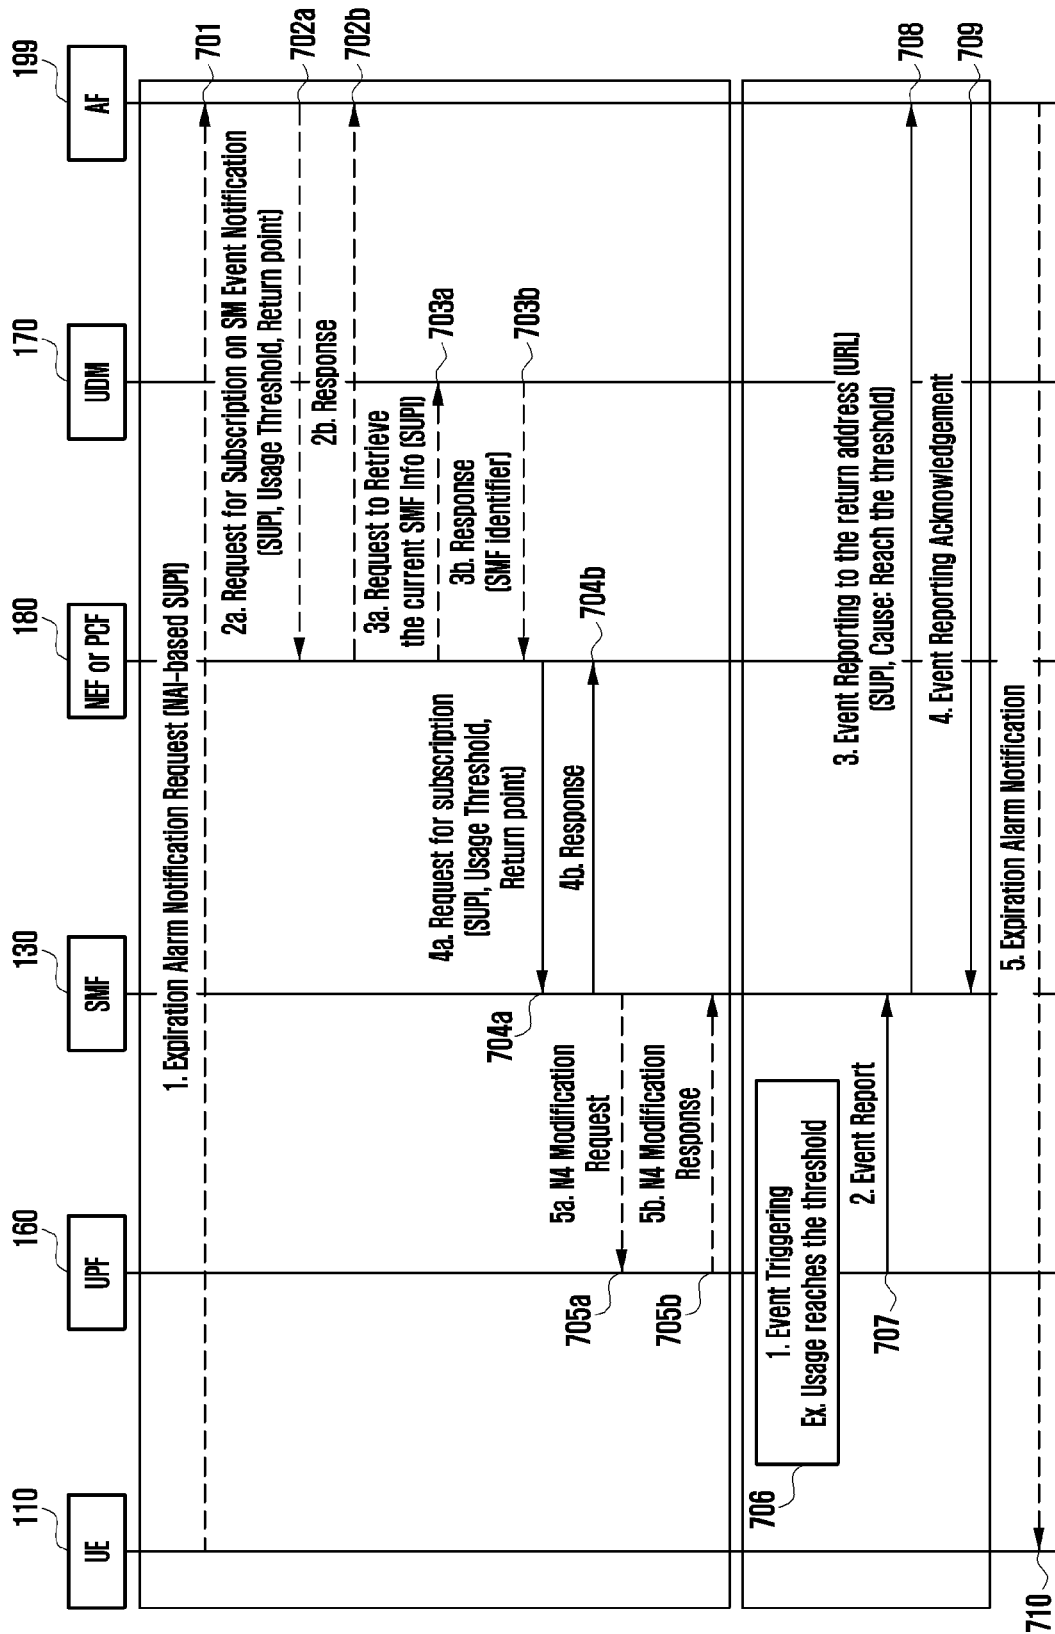 110
160
130
180
170
199
UE
UPF
SMF
NEF or PCF
UDM
AF
1. Expiration Alarm Notification Request (NAI-based SUPI)
701
2a. Request for Subscription on SM Event Notification
(SUPI, Usage Threshold, Return point)
702a
2b. Response
702b
3a. Request to Retrieve
the current SMF Info (SUPI)
703a
3b. Response
(SMF identifier)
703b
4a. Request for subscription
(SUPI, Usage Threshold,
Return point)
704a
4b. Response
704b
5a. N4 Modification
Request
705a
5b. N4 Modification
Response
705b
1. Event Triggering
Ex. Usage reaches the threshold
706
2. Event Report
707
3. Event Reporting to the return address (URL)
(SUPI, Cause: Reach the threshold)
708
4. Event Reporting Acknowledgement
709
5. Expiration Alarm Notification
710